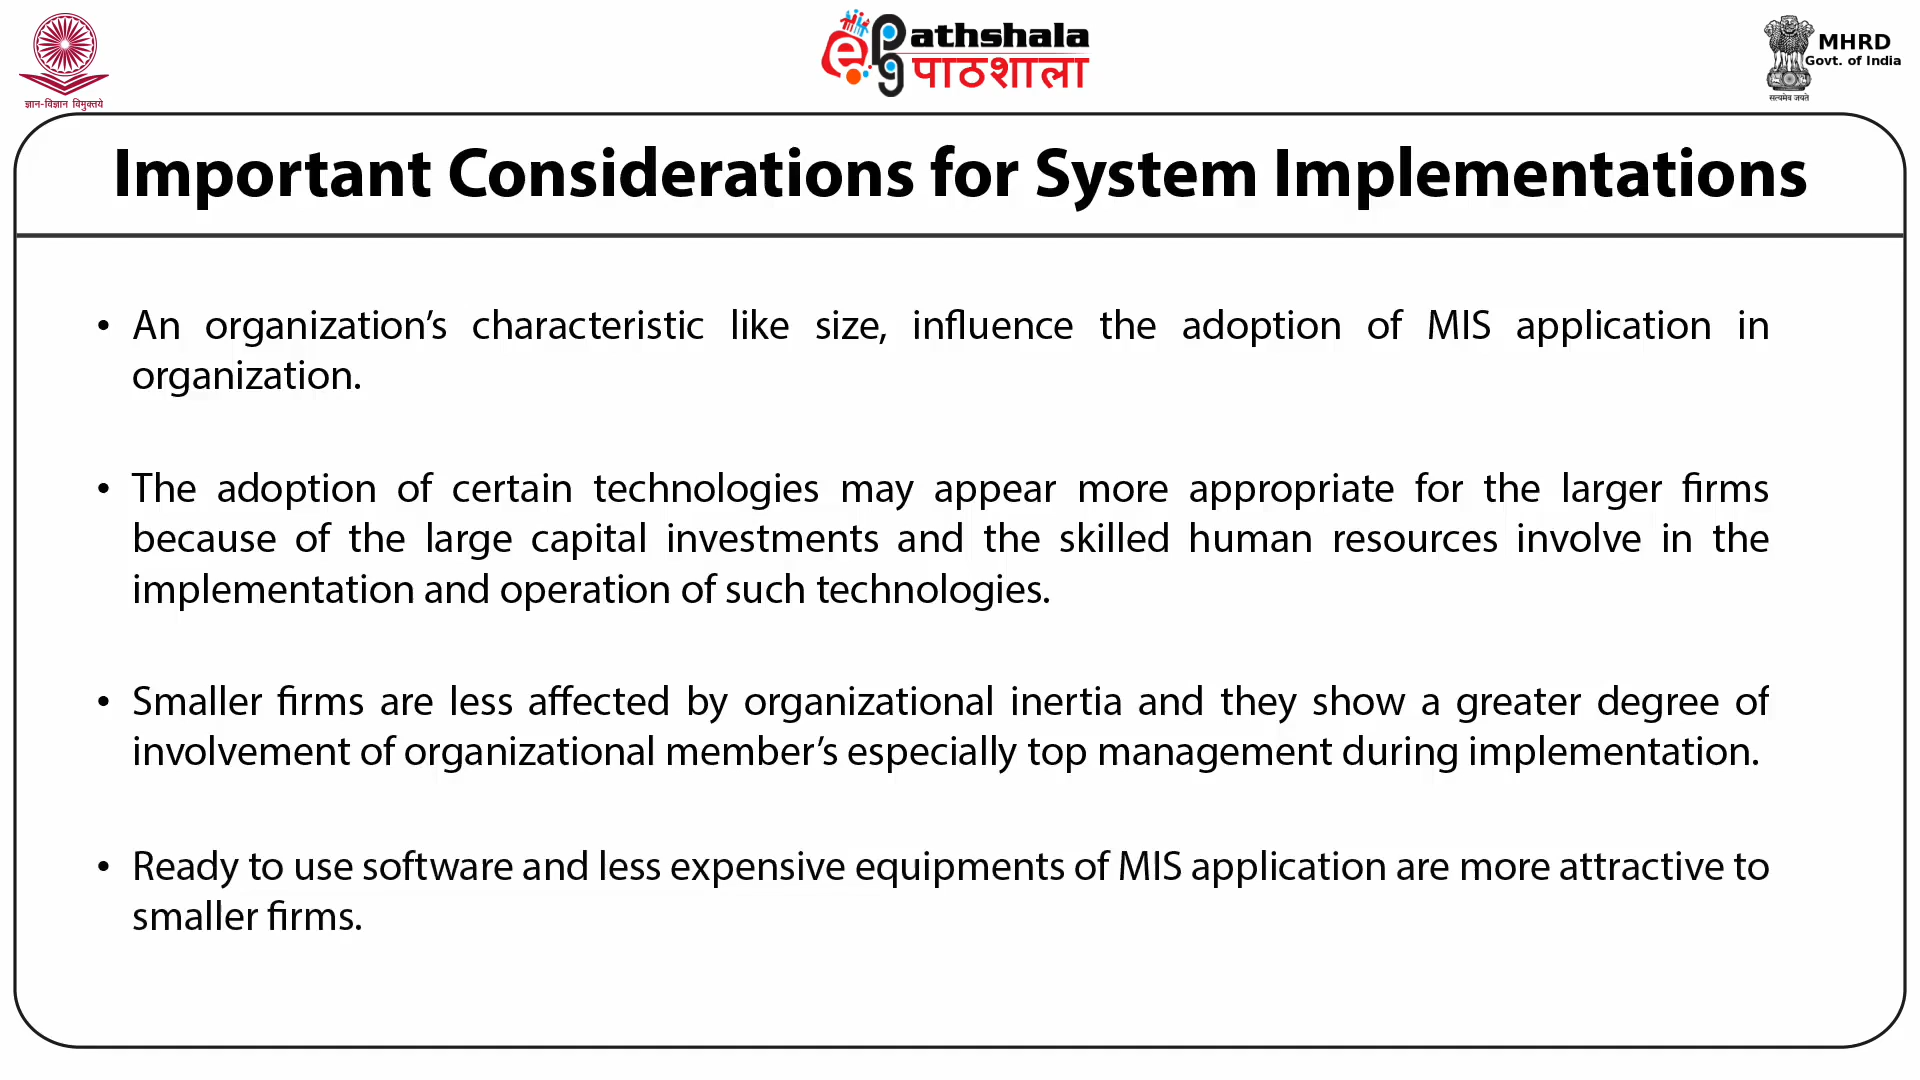 ज्ञान-विज्ञान विमुक्तये
ePGathshala
पाठशाला
MHRD
Govt. of India
सत्यमेव जयते
Important Considerations for System Implementations
• An organization’s characteristic like size, influence the adoption of MIS application in
organization.
• The adoption of certain technologies may appear more appropriate for the larger firms
because of the large capital investments and the skilled human resources involve in the
implementation and operation of such technologies.
• Smaller firms are less affected by organizational inertia and they show a greater degree of
involvement of organizational member’s especially top management during implementation.
• Ready to use software and less expensive equipments of MIS application are more attractive to
smaller firms.